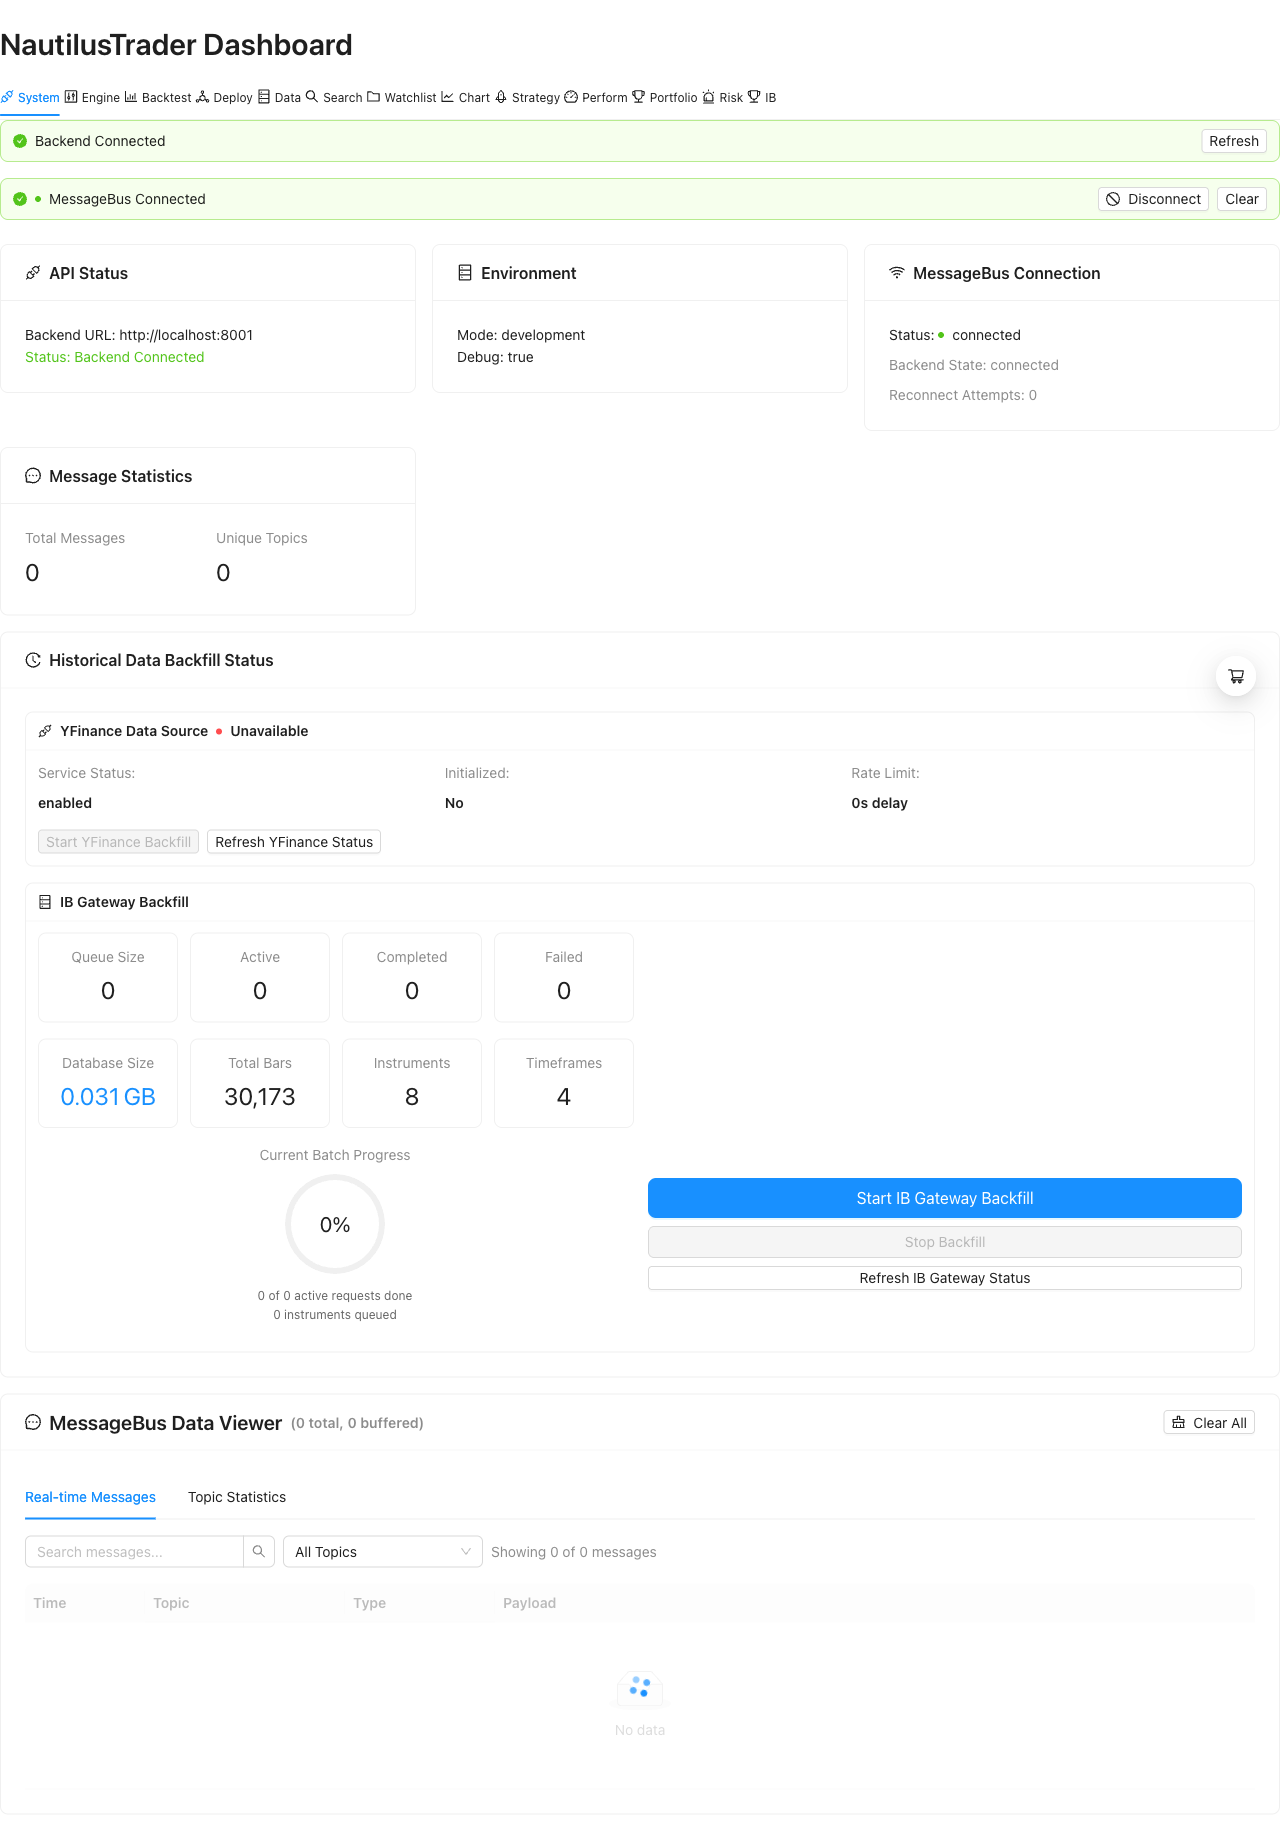 NautilusTrader Dashboard
System Engine Backtest Deploy Data Search Watchlist Chart Strategy Perform Portfolio Risk IB
Backend Connected Refresh
MessageBus Connected Disconnect Clear
API Status
Backend URL: http://localhost:8001
Status: Backend Connected
Environment
Mode: development
Debug: true
MessageBus Connection
Status: connected
Backend State: connected
Reconnect Attempts: 0
Message Statistics
Total Messages Unique Topics
0 0
Historical Data Backfill Status
YFinance Data Source Unavailable
Service Status: Initialized: Rate Limit:
enabled No 0s delay
Start YFinance Backfill Refresh YFinance Status
IB Gateway Backfill
Queue Size Active Completed Failed
0 0 0 0
Database Size Total Bars Instruments Timeframes
0.031 GB 30,173 8 4
Current Batch Progress
0%
0 of 0 active requests done
0 instruments queued
Start IB Gateway Backfill
Stop Backfill
Refresh IB Gateway Status
MessageBus Data Viewer (0 total, 0 buffered) Clear All
Real-time Messages Topic Statistics
Search messages... All Topics Showing 0 of 0 messages
Time Topic Type Payload
No data